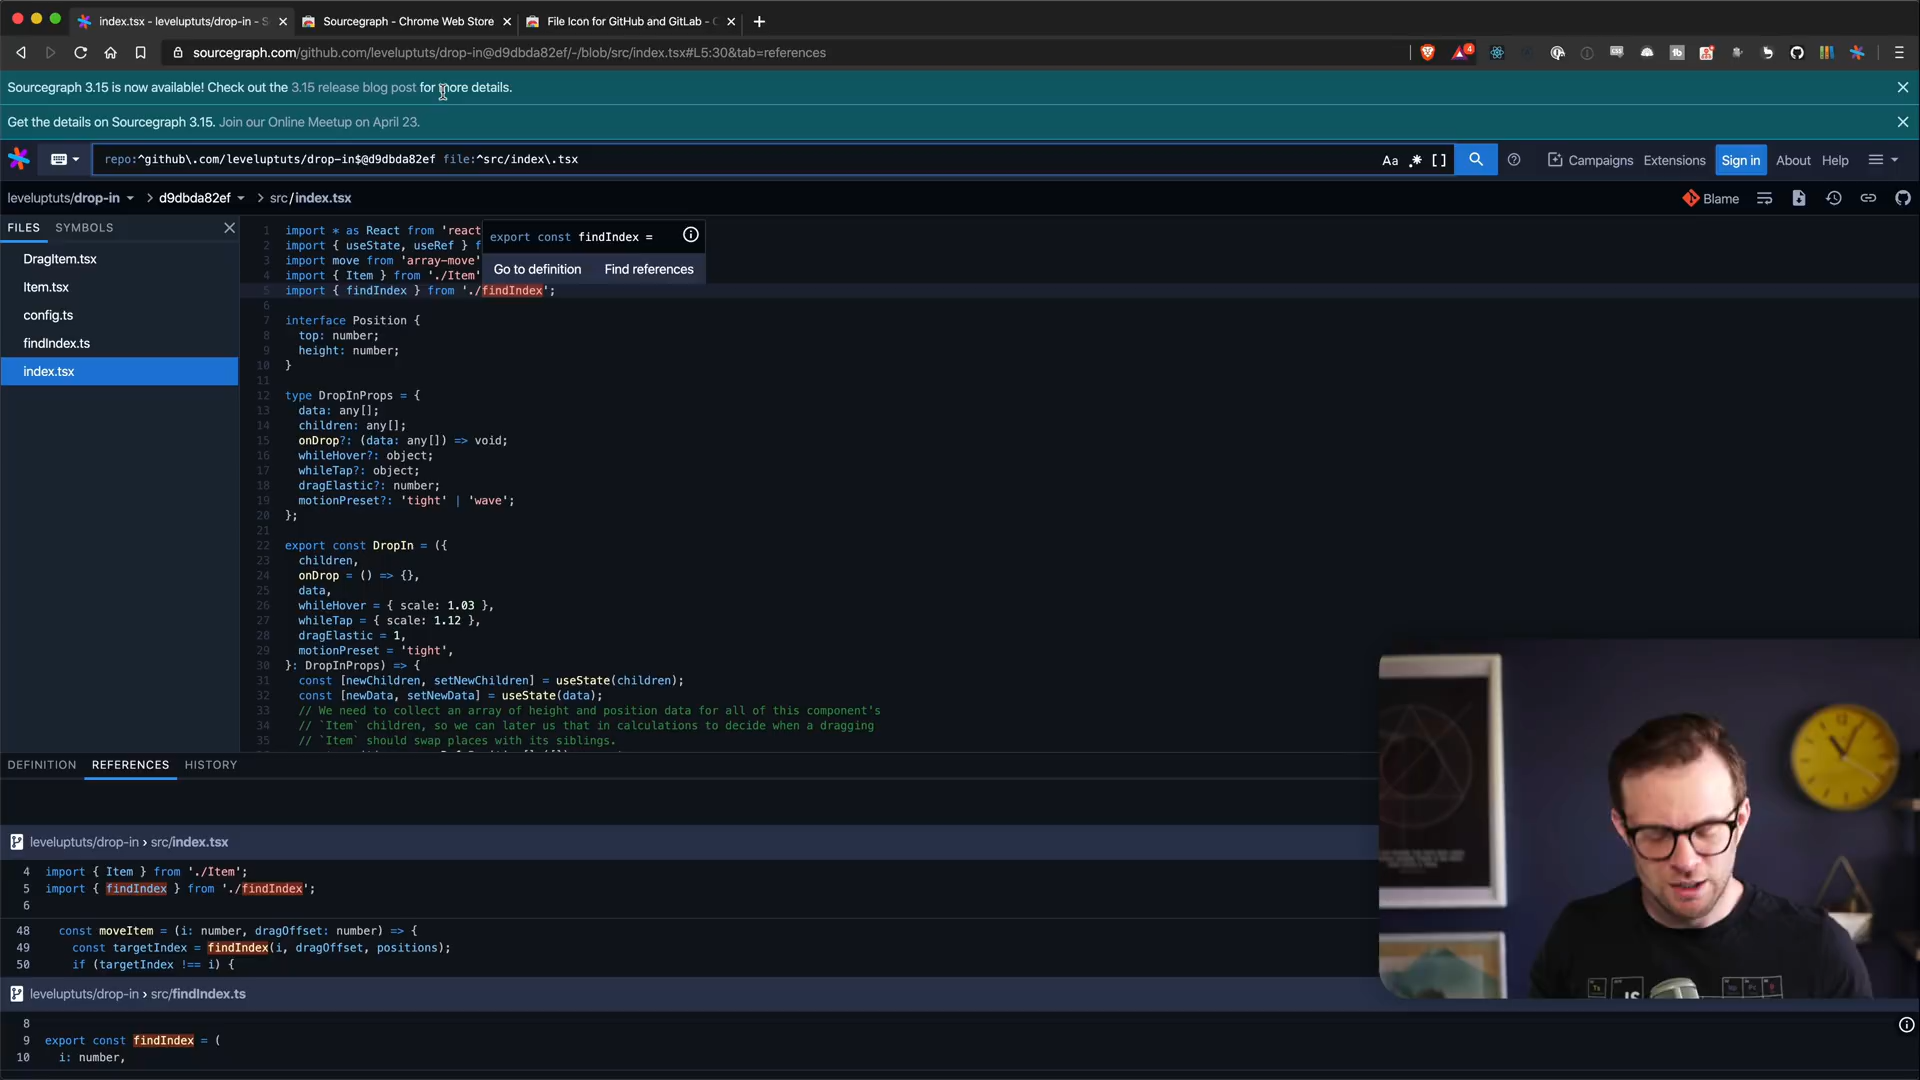 index.tsx - leveluptuts/drop-in - S
Sourcegraph - Chrome Web Store
File Icon for GitHub and GitLab - C
sourcegraph.com/github.com/leveluptuts/drop-in@d9dbda82ef/-/blob/src/index.tsx#L5:30&tab=references
4
Sourcegraph 3.15 is now available! Check out the 3.15 release blog post for more details.
Get the details on Sourcegraph 3.15. Join our Online Meetup on April 23.
repo:^github\.com/leveluptuts/drop-in$@d9dbda82ef file:^src/index\.tsx
Aa .* [] Campaigns Extensions Sign in About Help
leveluptuts/drop-in > d9dbda82ef > src/index.tsx
Blame
FILES SYMBOLS
DragItem.tsx
Item.tsx
config.ts
findIndex.ts
index.tsx
export const findIndex =
Go to definition Find references
1 import * as React from 'react
2 import { useState, useRef } f
3 import move from 'array-move'
4 import { Item } from './Item'
5 import { findIndex } from './findIndex';
6
7 interface Position {
8 top: number;
9 height: number;
10 }
11
12 type DropInProps = {
13 data: any[];
14 children: any[];
15 onDrop?: (data: any[]) => void;
16 whileHover?: object;
17 whileTap?: object;
18 dragElastic?: number;
19 motionPreset?: 'tight' | 'wave';
20 };
21
22 export const DropIn = ({
23 children,
24 onDrop = () => {},
25 data,
26 whileHover = { scale: 1.03 },
27 whileTap = { scale: 1.12 },
28 dragElastic = 1,
29 motionPreset = 'tight',
30 }: DropInProps) => {
31 const [newChildren, setNewChildren] = useState(children);
32 const [newData, setNewData] = useState(data);
33 // We need to collect an array of height and position data for all of this component's
34 // `Item` children, so we can later us that in calculations to decide when a dragging
35 // `Item` should swap places with its siblings.
DEFINITION REFERENCES HISTORY
leveluptuts/drop-in › src/index.tsx
4 import { Item } from './Item';
5 import { findIndex } from './findIndex';
6
48 const moveItem = (i: number, dragOffset: number) => {
49 const targetIndex = findIndex(i, dragOffset, positions);
50 if (targetIndex !== i) {
leveluptuts/drop-in › src/findIndex.ts
8
9 export const findIndex = (
10 i: number,